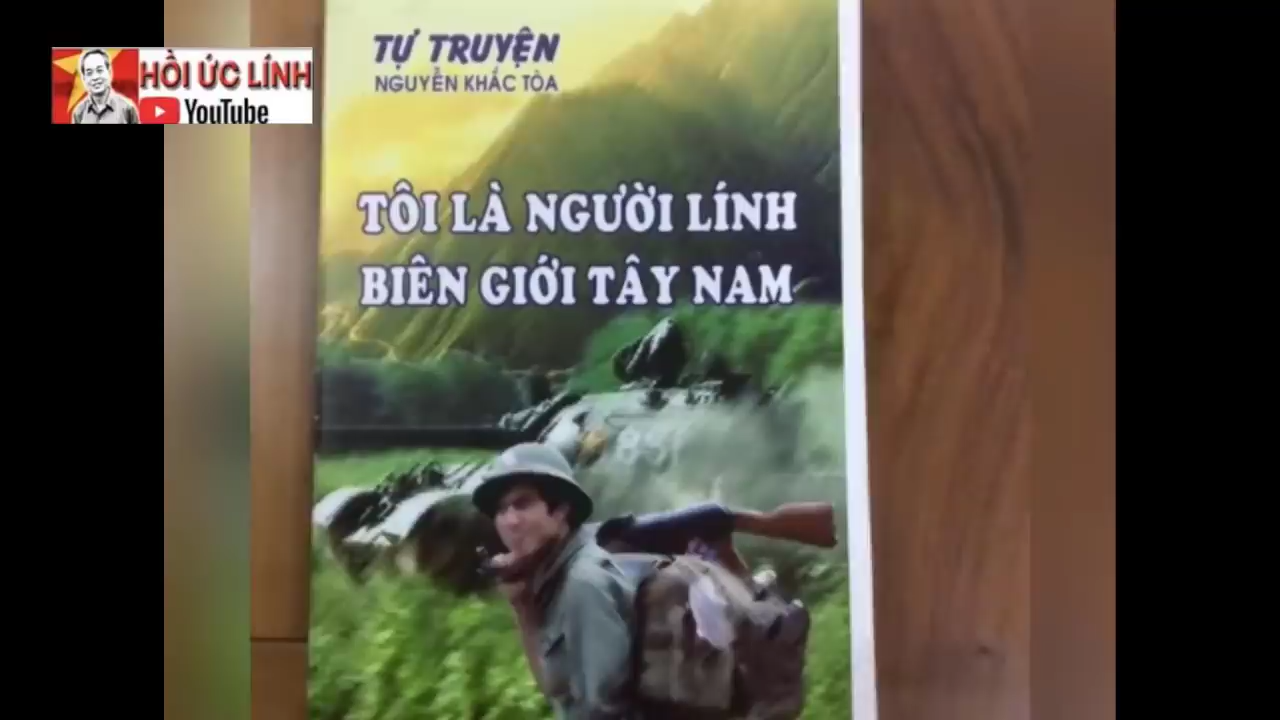 HỒI ỨC LÍNH
YouTube
TỰ TRUYỆN
NGUYỄN KHẮC TÒA
TÔI LÀ NGƯỜI LÍNH
BIÊN GIỚI TÂY NAM